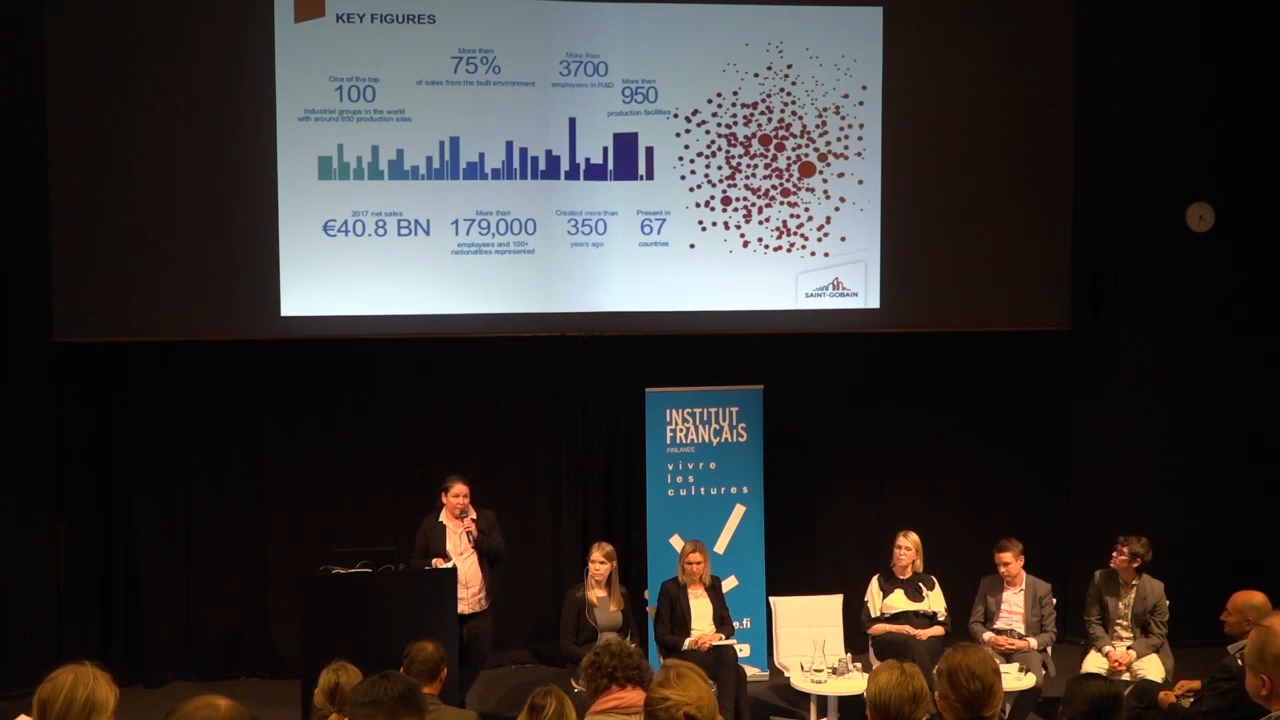 KEY FIGURES
One of the top
100
industrial groups in the world
with around 950 production sites
More than
75%
of sales from the built environment
More than
3700
employees in R&D
More than
950
production facilities
2017 net sales
€40.8 BN
More than
179,000
employees and 100+
nationalities represented
Created more than
350
years ago
Present in
67
countries
SAINT-GOBAIN
INSTITUT
FRANÇAIS
FINLANDE
vivre
les
cultures
e.fi